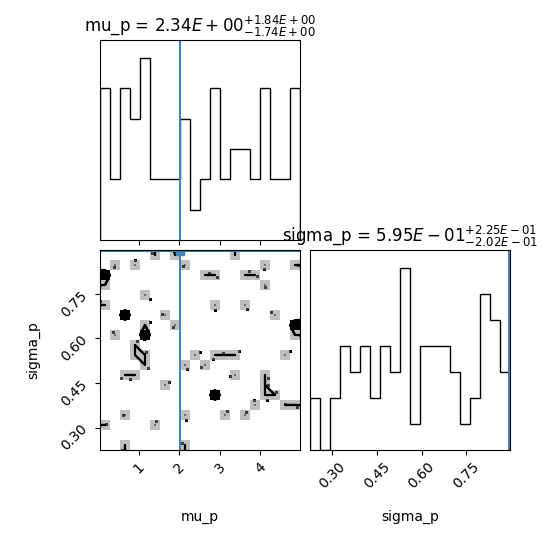 mu_p = 2.34E + 00 +1.84E+00 −1.74E+00
sigma_p = 5.95E − 01 +2.25E−01 −2.02E−01
0.75
0.60
0.45
0.30
sigma_p
1 2 3 4
mu_p
0.30 0.45 0.60 0.75
sigma_p